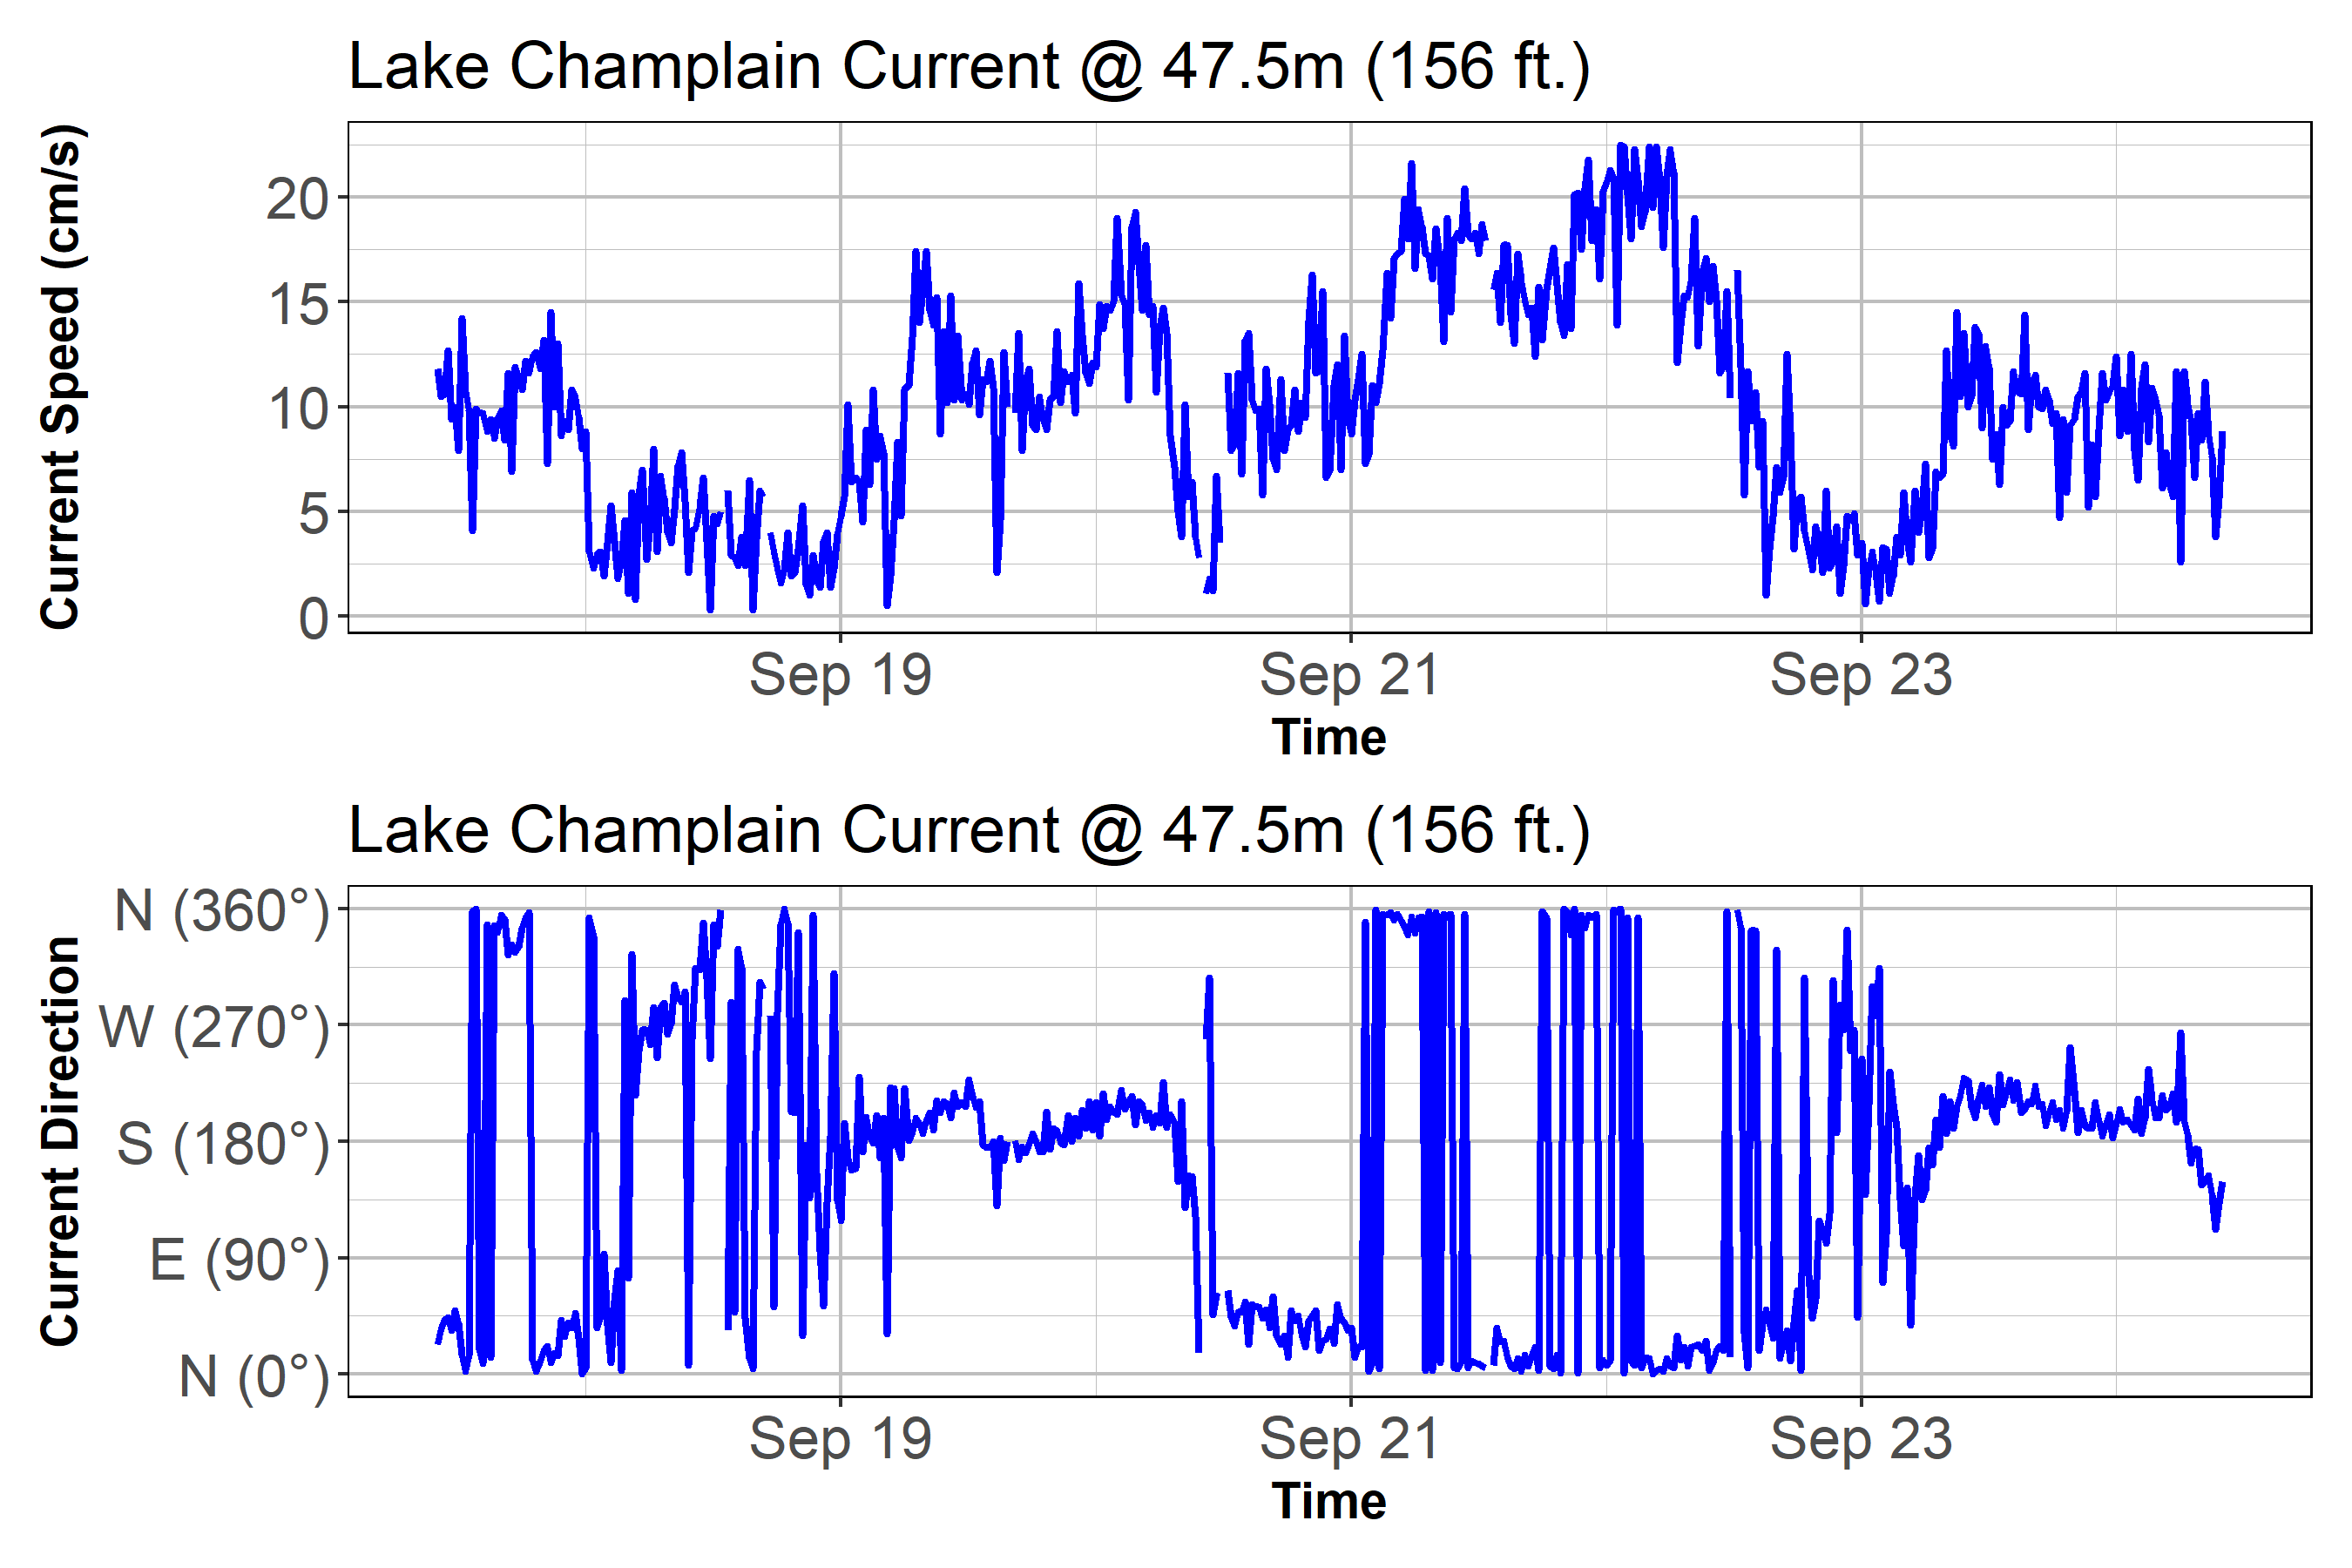 Lake Champlain Current @ 47.5m (156 ft.)
Current Speed (cm/s)
20
15
10
5
0
Sep 19 Sep 21 Sep 23
Time
Lake Champlain Current @ 47.5m (156 ft.)
Current Direction
N (360°)
W (270°)
S (180°)
E (90°)
N (0°)
Sep 19 Sep 21 Sep 23
Time